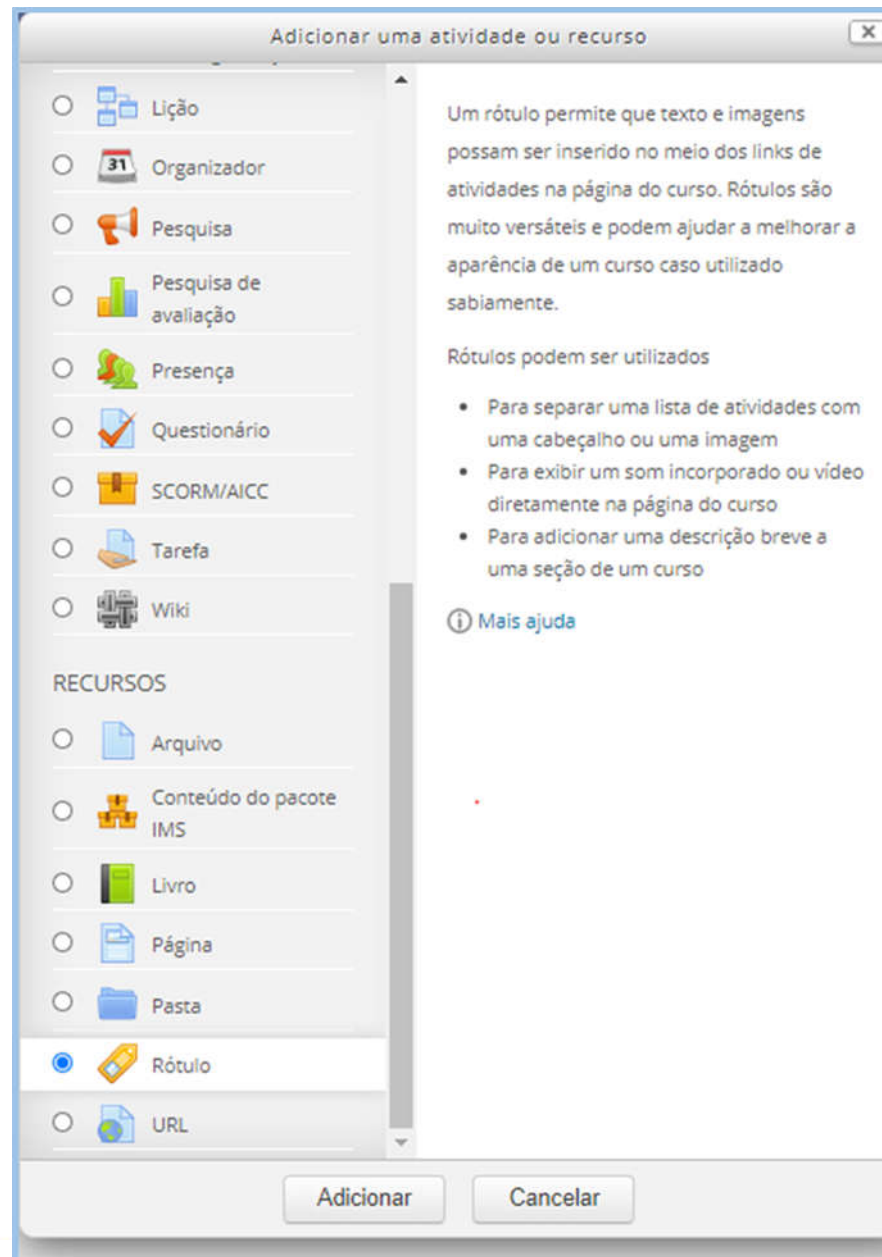 Adicionar uma atividade ou recurso
Lição
31
Organizador
Pesquisa
Pesquisa de
avaliação
Presença
Questionário
SCORM/AICC
Tarefa
Wiki
RECURSOS
Arquivo
Conteúdo do pacote
IMS
Livro
Página
Pasta
Rótulo
URL
Um rótulo permite que texto e imagens
possam ser inserido no meio dos links de
atividades na página do curso. Rótulos são
muito versáteis e podem ajudar a melhorar a
aparência de um curso caso utilizado
sabiamente.
Rótulos podem ser utilizados
• Para separar uma lista de atividades com
uma cabeçalho ou uma imagem
• Para exibir um som incorporado ou vídeo
diretamente na página do curso
• Para adicionar uma descrição breve a
uma seção de um curso
Mais ajuda
Adicionar
Cancelar